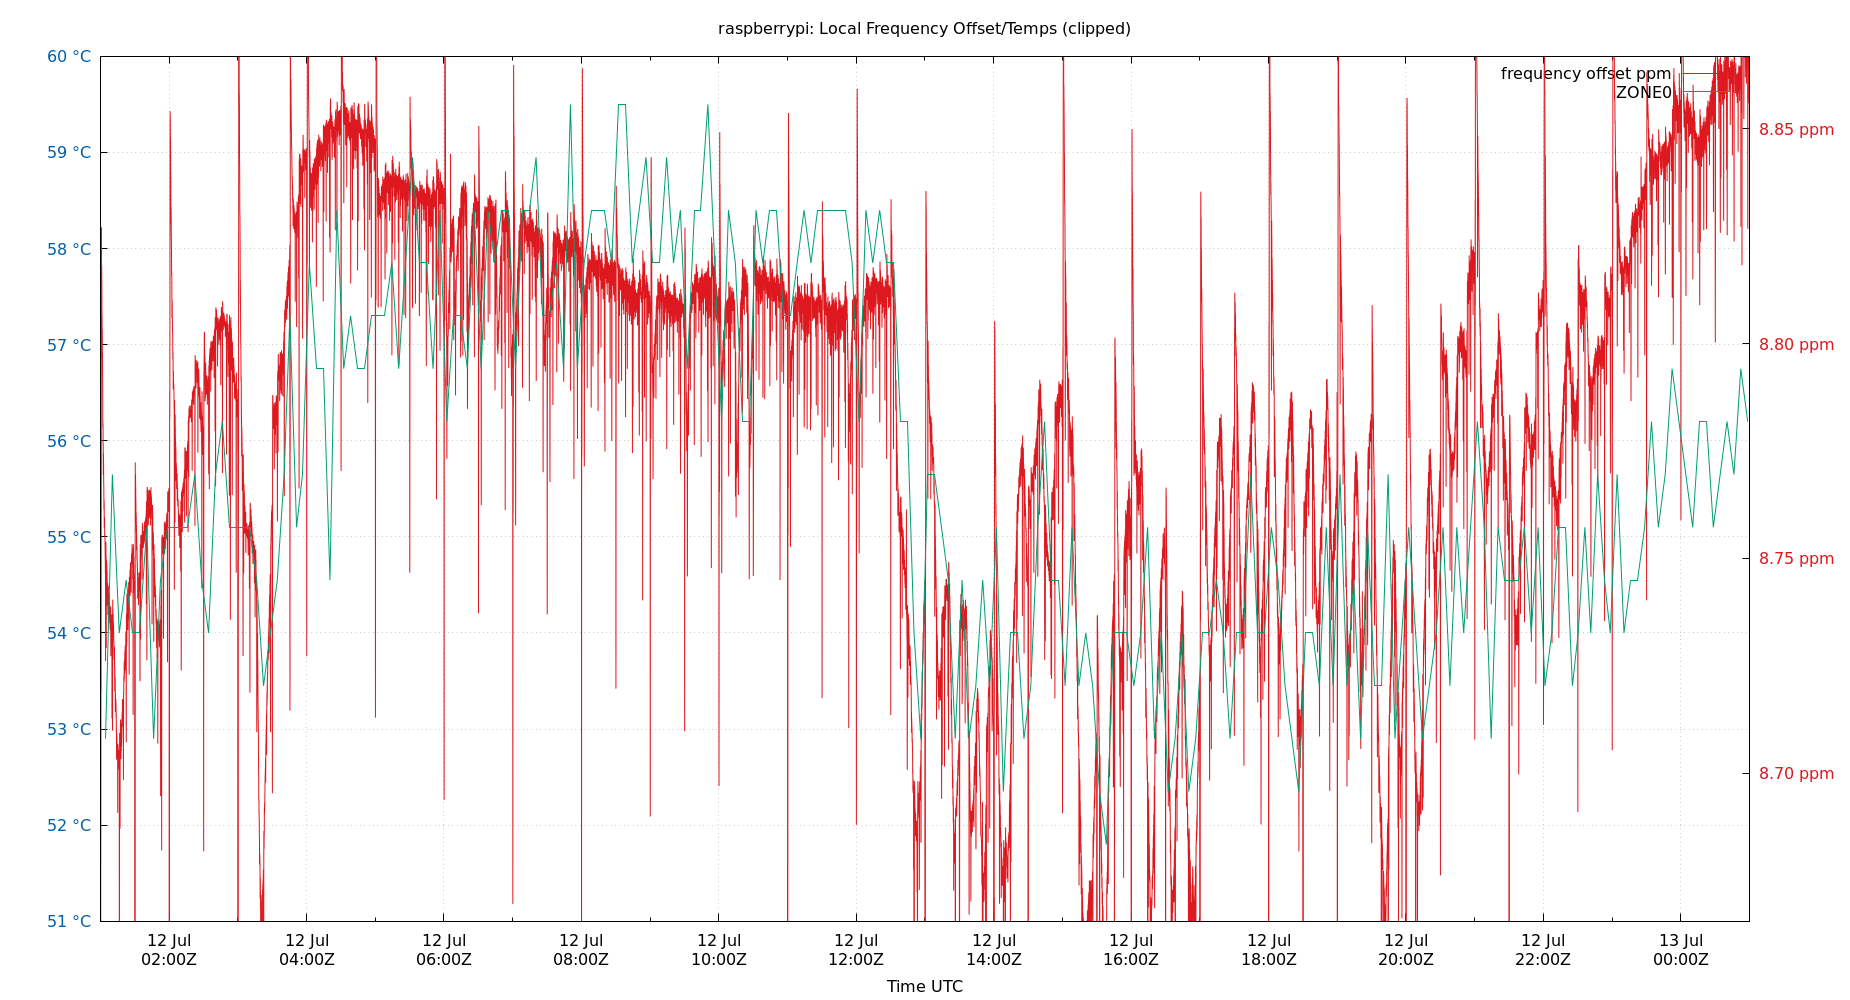 raspberrypi: Local Frequency Offset/Temps (clipped)
60 °C
59 °C
58 °C
57 °C
56 °C
55 °C
54 °C
53 °C
52 °C
51 °C
frequency offset ppm
ZONE0
8.85 ppm
8.80 ppm
8.75 ppm
8.70 ppm
12 Jul 12 Jul 12 Jul 12 Jul 12 Jul 12 Jul 12 Jul 12 Jul 12 Jul 12 Jul 12 Jul 13 Jul
02:00Z 04:00Z 06:00Z 08:00Z 10:00Z 12:00Z 14:00Z 16:00Z 18:00Z 20:00Z 22:00Z 00:00Z
Time UTC